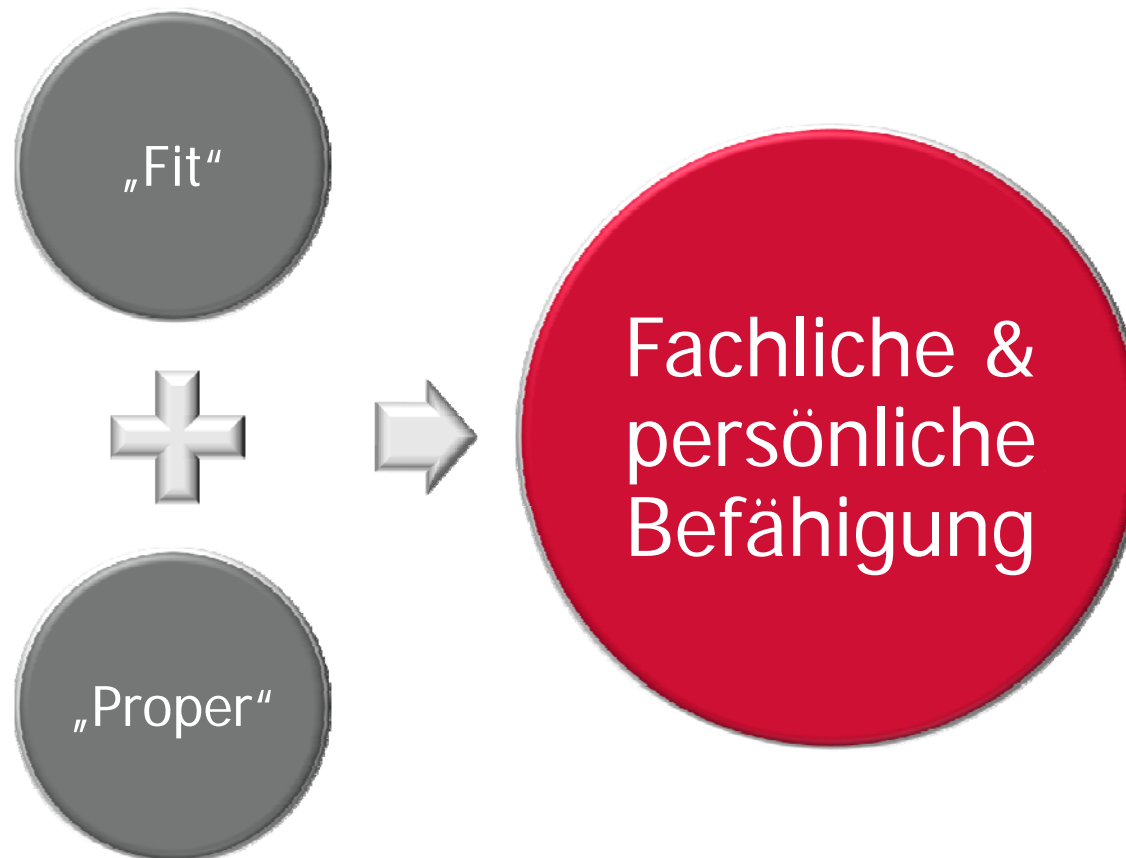 „Fit“
„Proper“
Fachliche &
persönliche
Befähigung